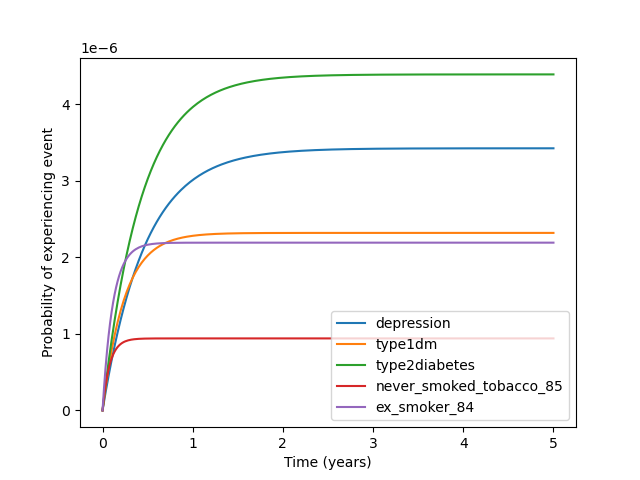 1e−6
4
3
2
1
0
Probability of experiencing event
depression
type1dm
type2diabetes
never_smoked_tobacco_85
ex_smoker_84
0 1 2 3 4 5
Time (years)